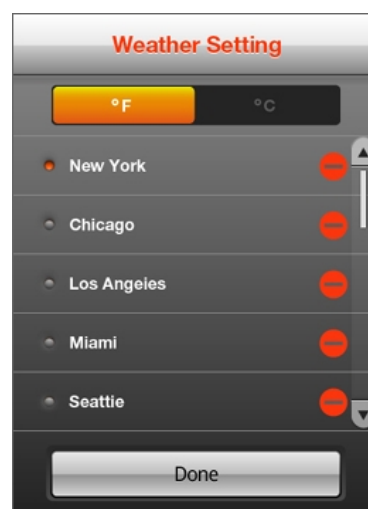 Weather Setting
°F °C
New York
Chicago
Los Angeies
Miami
Seattie
Done